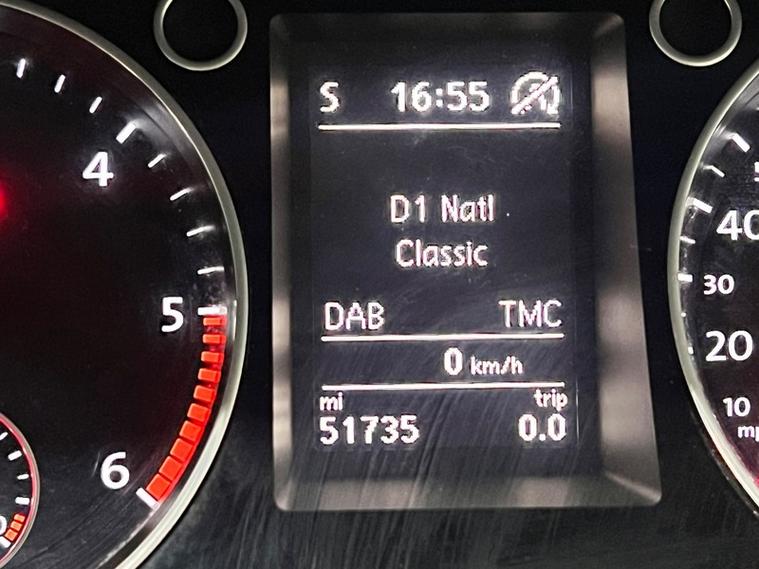 S 16:55
D1 Natl
Classic
DAB TMC
0 km/h
mi trip
51735 0.0
4
5
6
40
30
20
10